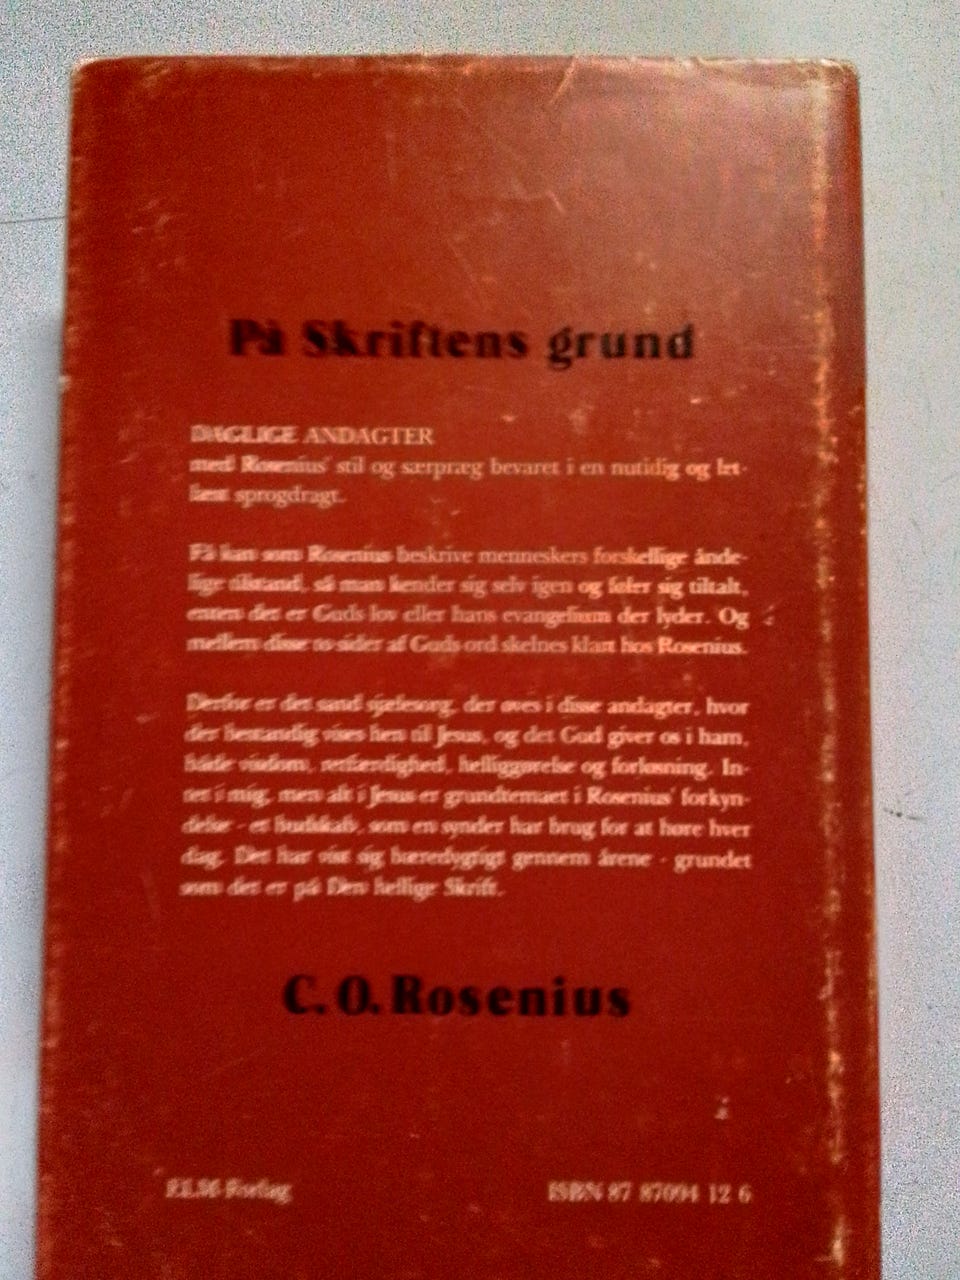 På Skriftens grund
DAGLIGE ANDAGTER
med Rosenius' stil og særpræg bevaret i en nutidig og let-
læst sprogdragt.
Få kan som Rosenius beskrive menneskers forskellige ånde-
lige tilstand, så man kender sig selv igen og føler sig tiltalt,
enten det er Guds lov eller hans evangelium der lyder. Og
mellem disse to sider af Guds ord skelnes klart hos Rosenius.
Derfor er det sand sjælesorg, der øves i disse andagter, hvor
der bestandig vises hen til Jesus, og det Gud giver os i ham,
både visdom, retfærdighed, helliggørelse og forløsning. In-
tet i mig, men alt i Jesus er grundtemaet i Rosenius' forkyn-
delse - et budskab, som en synder har brug for at høre hver
dag. Det har vist sig bæredygtigt gennem årene - grundet
som det er på Den hellige Skrift.
C. O. Rosenius
ELM-Forlag
ISBN 87 87094 12 6